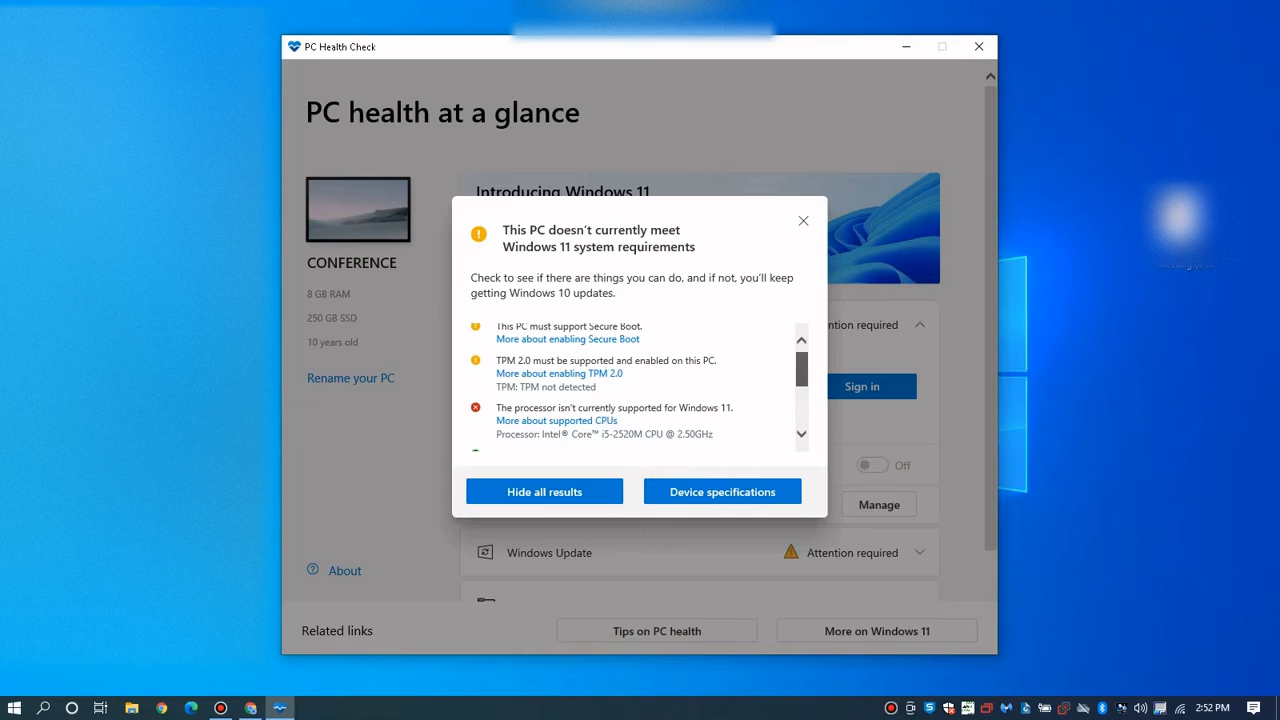 PC Health Check
PC health at a glance
Introducing Windows 11
This PC doesn't currently meet
Windows 11 system requirements
Check to see if there are things you can do, and if not, you'll keep
getting Windows 10 updates.
This PC must support Secure Boot.
More about enabling Secure Boot
TPM 2.0 must be supported and enabled on this PC.
More about enabling TPM 2.0
TPM: TPM not detected
The processor isn't currently supported for Windows 11.
More about supported CPUs
Processor: Intel® Core™ i5-2520M CPU @ 2.50GHz
Hide all results
Device specifications
CONFERENCE
8 GB RAM
250 GB SSD
10 years old
Rename your PC
ention required
Sign in
Off
Manage
Windows Update
Attention required
About
Related links
Tips on PC health
More on Windows 11
2:52 PM